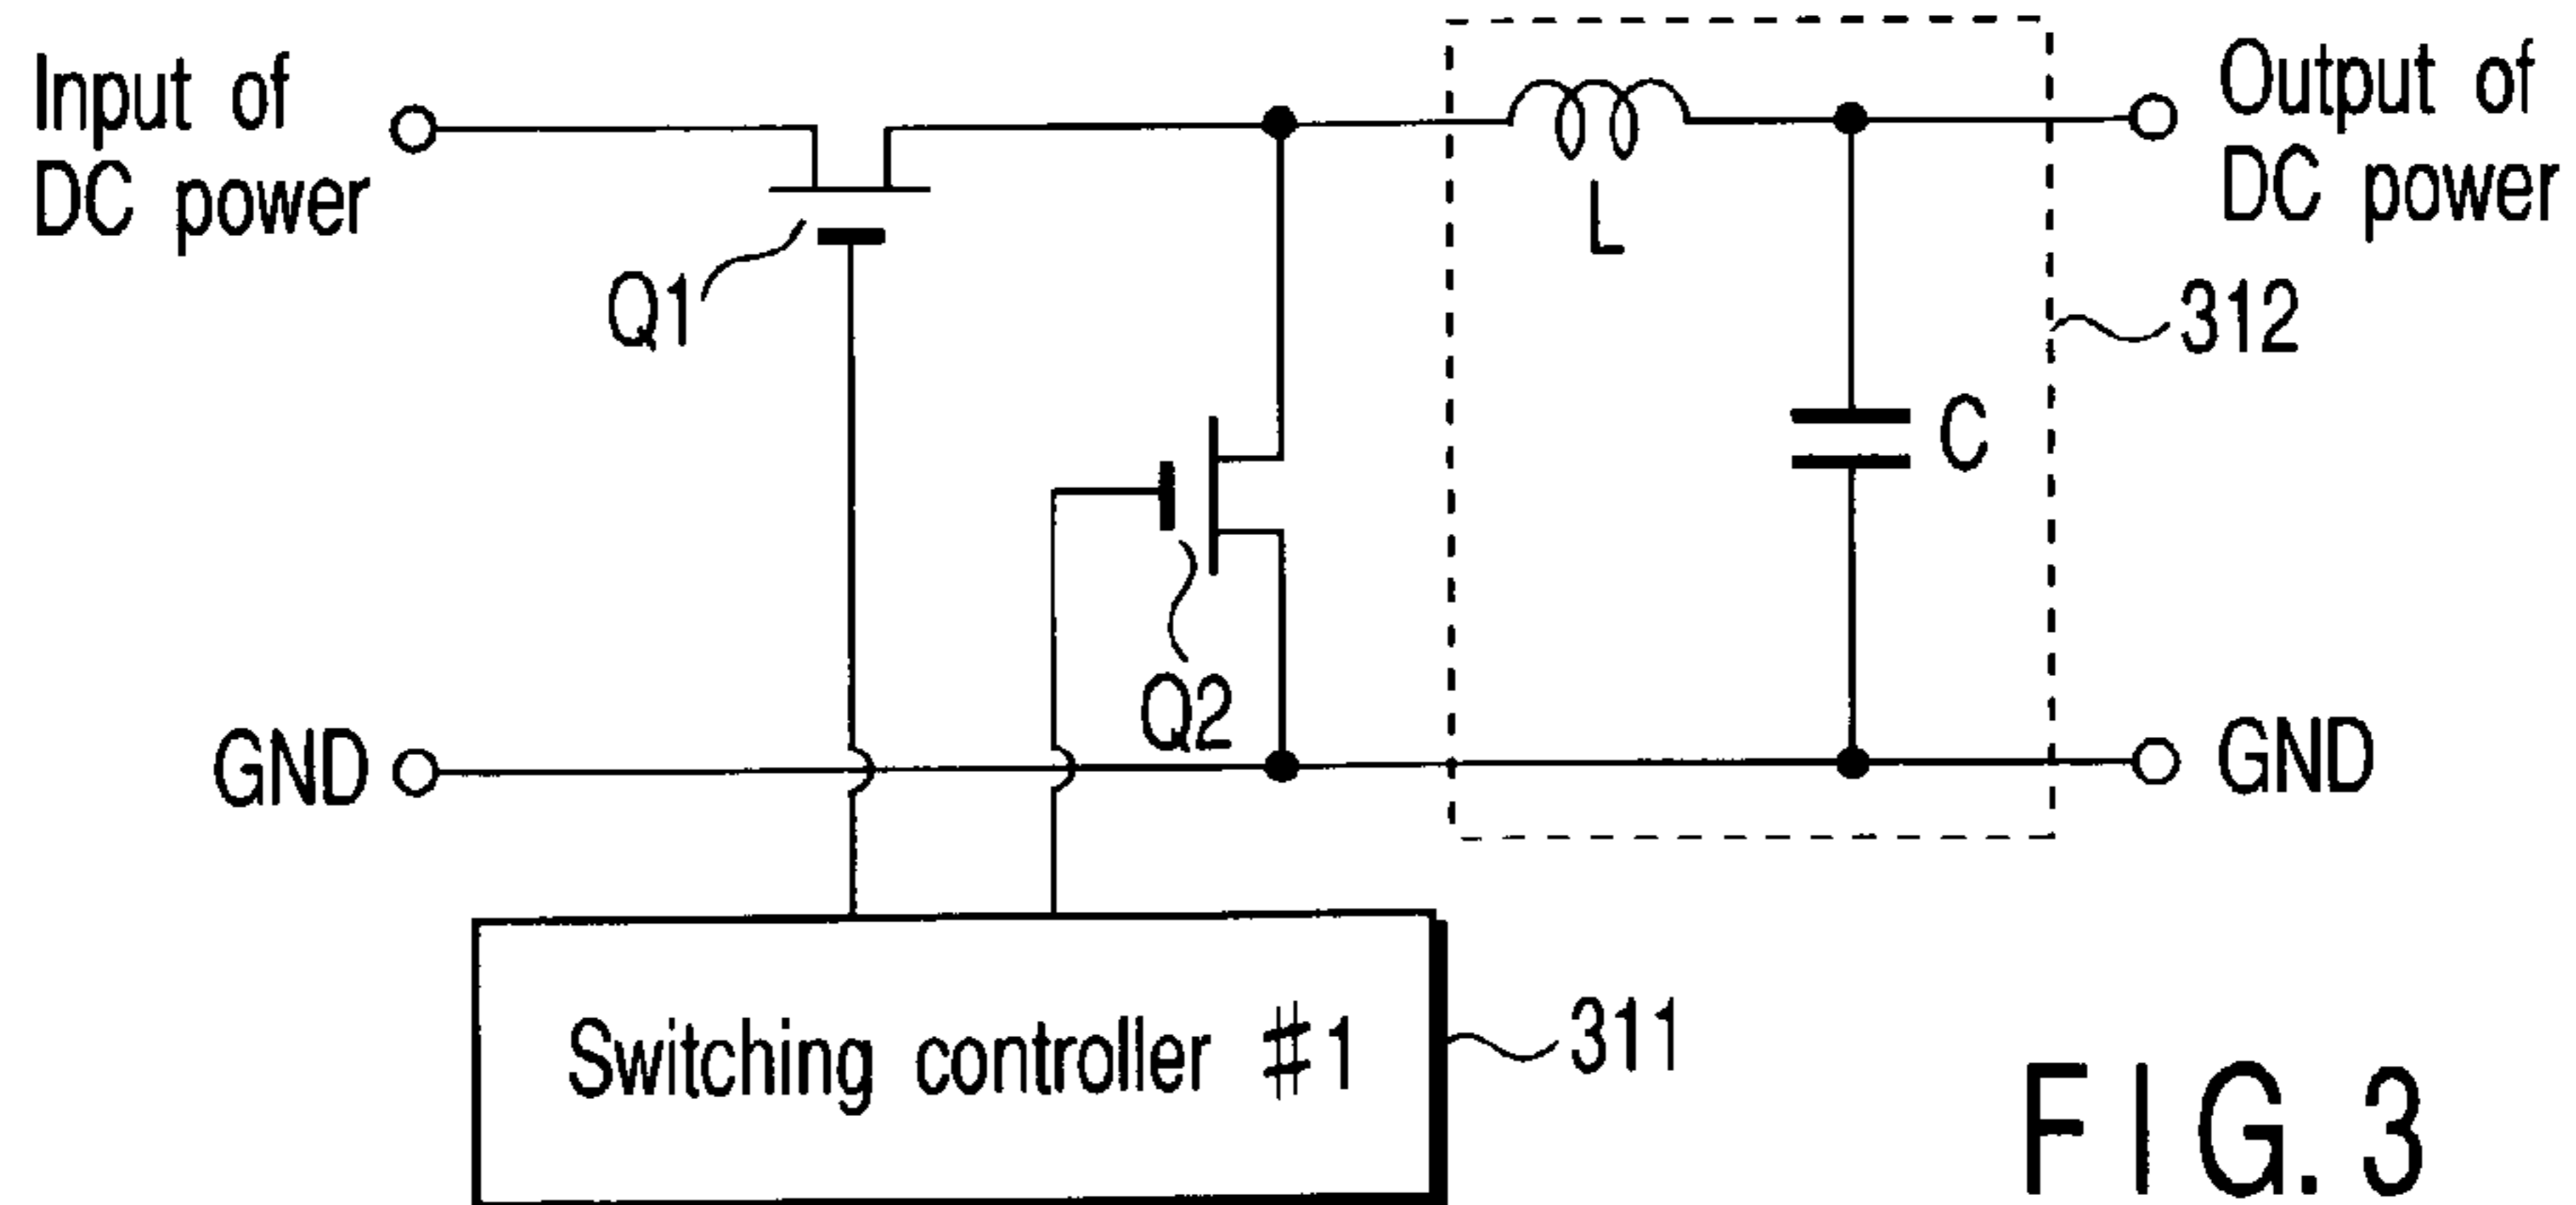 Input of
DC power
Output of
DC power
L
Q1
312
C
Q2
GND
GND
Switching controller #1
311
FIG. 3